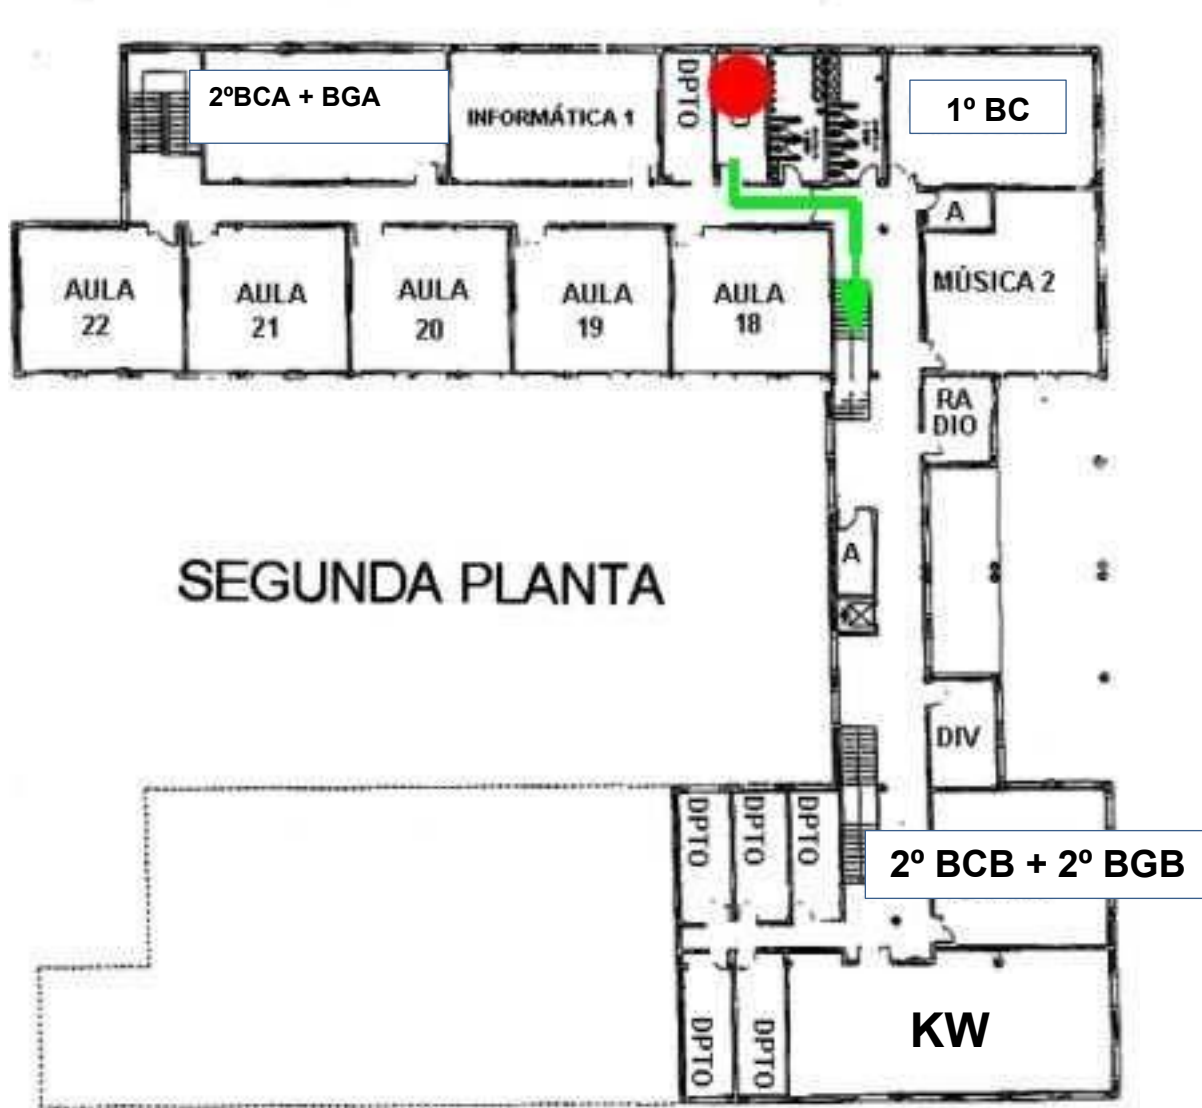 2ºBCA + BGA
INFORMÁTICA 1
DPTO
1º BC
A
MÚSICA 2
AULA
22
AULA
21
AULA
20
AULA
19
AULA
18
RA
DIO
A
SEGUNDA PLANTA
DIV
DPTO
DPTO
DPTO
2º BCB + 2º BGB
DPTO
DPTO
KW